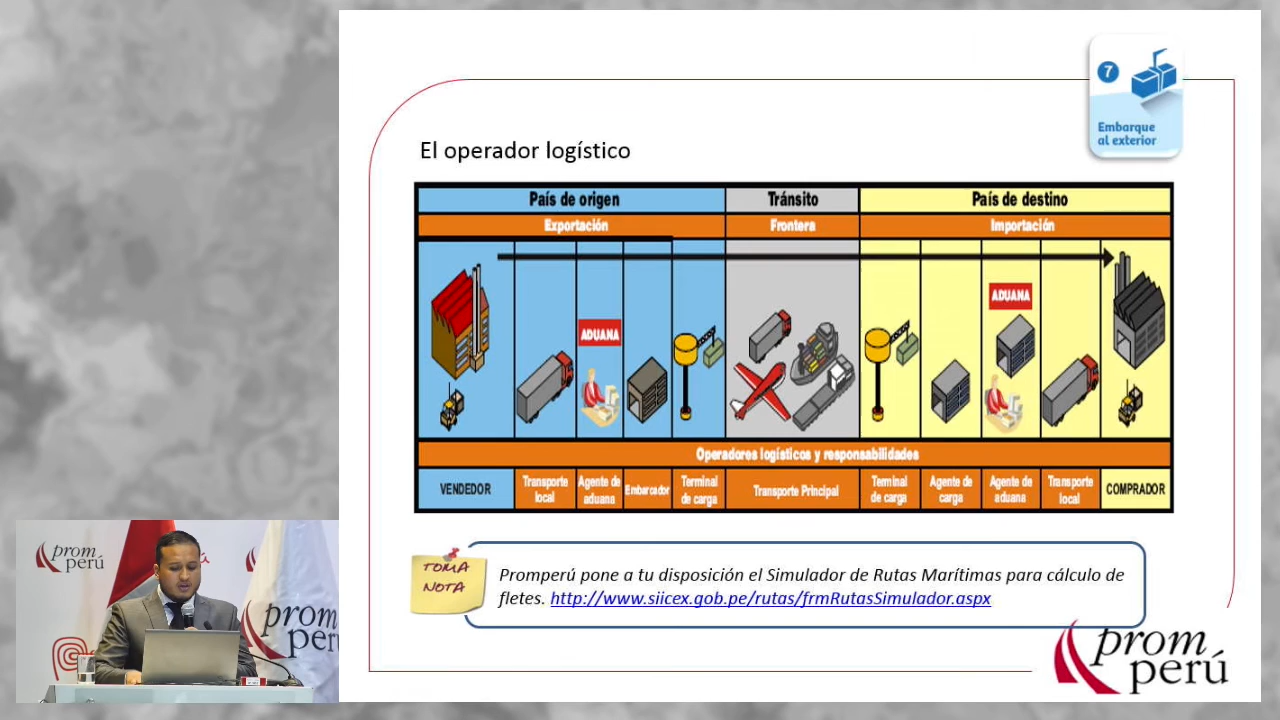 7
Embarque
al exterior
El operador logístico
País de origen
Tránsito
País de destino
Exportación
Frontera
Importación
ADUANA
ADUANA
Operadores logísticos y responsabilidades
VENDEDOR
Transporte
local
Agente de
aduana
Embarcador
Terminal
de carga
Transporte Principal
Terminal
de carga
Agente de
carga
Agente de
aduana
Transporte
local
COMPRADOR
TOMA
NOTA
Promperú pone a tu disposición el Simulador de Rutas Marítimas para cálculo de
fletes. http://www.siicex.gob.pe/rutas/frmRutasSimulador.aspx
prom
perú
prom
perú
prom
perú